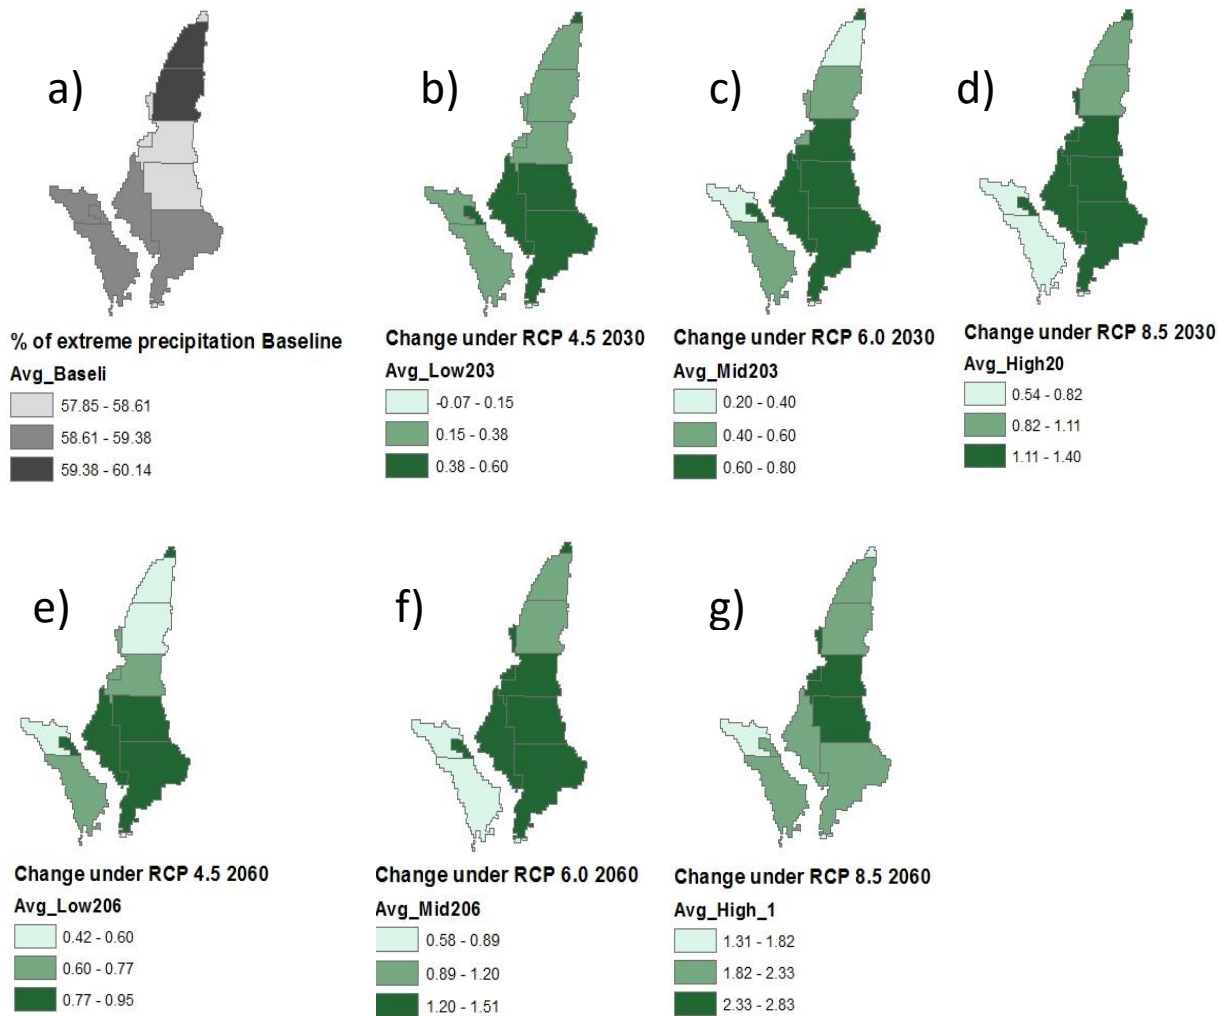 a)
b)
c)
d)
% of extreme precipitation Baseline
Avg_Baseli
57.85 - 58.61
58.61 - 59.38
59.38 - 60.14
Change under RCP 4.5 2030
Avg_Low203
-0.07 - 0.15
0.15 - 0.38
0.38 - 0.60
Change under RCP 6.0 2030
Avg_Mid203
0.20 - 0.40
0.40 - 0.60
0.60 - 0.80
Change under RCP 8.5 2030
Avg_High20
0.54 - 0.82
0.82 - 1.11
1.11 - 1.40
e)
f)
g)
Change under RCP 4.5 2060
Avg_Low206
0.42 - 0.60
0.60 - 0.77
0.77 - 0.95
Change under RCP 6.0 2060
Avg_Mid206
0.58 - 0.89
0.89 - 1.20
1.20 - 1.51
Change under RCP 8.5 2060
Avg_High_1
1.31 - 1.82
1.82 - 2.33
2.33 - 2.83